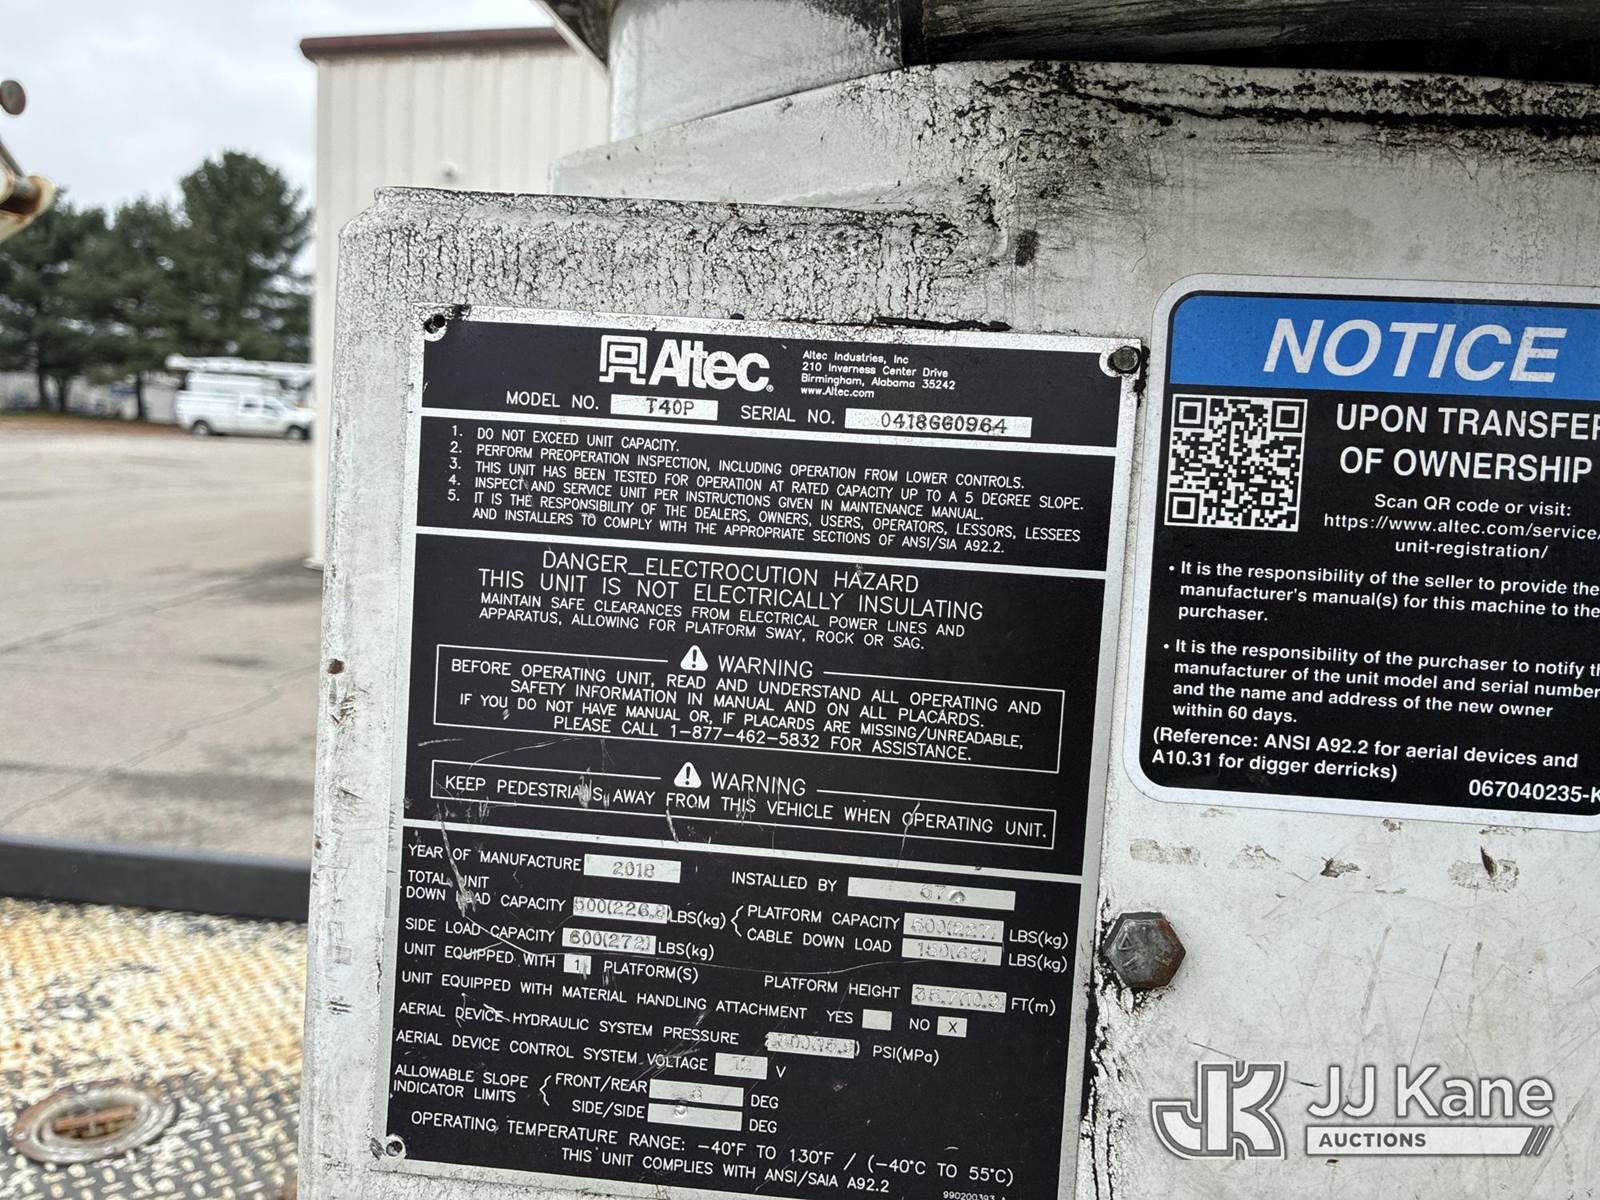 Altec
Altec Industries, Inc
210 Inverness Center Drive
Birmingham, Alabama 35242
www.Altec.com
MODEL NO. T40P SERIAL NO. 0418GG0964
1. DO NOT EXCEED UNIT CAPACITY.
2. PERFORM PREOPERATION INSPECTION, INCLUDING OPERATION FROM LOWER CONTROLS.
3. THIS UNIT HAS BEEN TESTED FOR OPERATION AT RATED CAPACITY UP TO A 5 DEGREE SLOPE.
4. INSPECT AND SERVICE UNIT PER INSTRUCTIONS GIVEN IN MAINTENANCE MANUAL.
5. IT IS THE RESPONSIBILITY OF THE DEALERS, OWNERS, USERS, OPERATORS, LESSORS, LESSEES
AND INSTALLERS TO COMPLY WITH THE APPROPRIATE SECTIONS OF ANSI/SIA A92.2.
DANGER_ELECTROCUTION HAZARD
THIS UNIT IS NOT ELECTRICALLY INSULATING
MAINTAIN SAFE CLEARANCES FROM ELECTRICAL POWER LINES AND
APPARATUS, ALLOWING FOR PLATFORM SWAY, ROCK OR SAG.
WARNING
BEFORE OPERATING UNIT, READ AND UNDERSTAND ALL OPERATING AND
SAFETY INFORMATION IN MANUAL AND ON ALL PLACARDS.
IF YOU DO NOT HAVE MANUAL OR, IF PLACARDS ARE MISSING/UNREADABLE,
PLEASE CALL 1-877-462-5832 FOR ASSISTANCE.
WARNING
KEEP PEDESTRIANS AWAY FROM THIS VEHICLE WHEN OPERATING UNIT.
YEAR OF MANUFACTURE 2018 INSTALLED BY
TOTAL UNIT
DOWN LOAD CAPACITY 500(226.8) LBS(kg) { PLATFORM CAPACITY LBS(kg)
CABLE DOWN LOAD LBS(kg)
SIDE LOAD CAPACITY 600(272) LBS(kg)
UNIT EQUIPPED WITH 1 PLATFORM(S) PLATFORM HEIGHT FT(m)
UNIT EQUIPPED WITH MATERIAL HANDLING ATTACHMENT YES NO X
AERIAL DEVICE HYDRAULIC SYSTEM PRESSURE PSI(MPa)
AERIAL DEVICE CONTROL SYSTEM VOLTAGE 12 V
ALLOWABLE SLOPE
INDICATOR LIMITS { FRONT/REAR DEG
SIDE/SIDE DEG
OPERATING TEMPERATURE RANGE: -40°F TO 130°F / (-40°C TO 55°C)
THIS UNIT COMPLIES WITH ANSI/SAIA A92.2
990200393
NOTICE
UPON TRANSFER
OF OWNERSHIP
Scan QR code or visit:
https://www.altec.com/service/
unit-registration/
• It is the responsibility of the seller to provide the
manufacturer's manual(s) for this machine to the
purchaser.
• It is the responsibility of the purchaser to notify th
manufacturer of the unit model and serial number
and the name and address of the new owner
within 60 days.
(Reference: ANSI A92.2 for aerial devices and
A10.31 for digger derricks)
067040235-K
JK JJ Kane
AUCTIONS